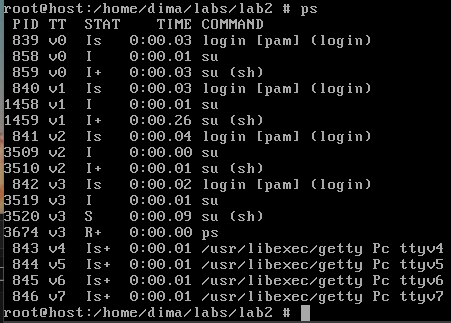 root@host:/home/dima/labs/lab2 # ps
 PID TT  STAT    TIME COMMAND
 839 v0  Is   0:00.03 login [pam] (login)
 858 v0  I    0:00.01 su
 859 v0  I+   0:00.03 su (sh)
 840 v1  Is   0:00.03 login [pam] (login)
1458 v1  I    0:00.01 su
1459 v1  I+   0:00.26 su (sh)
 841 v2  Is   0:00.04 login [pam] (login)
3509 v2  I    0:00.00 su
3510 v2  I+   0:00.01 su (sh)
 842 v3  Is   0:00.02 login [pam] (login)
3519 v3  I    0:00.01 su
3520 v3  S    0:00.09 su (sh)
3674 v3  R+   0:00.00 ps
 843 v4  Is+  0:00.01 /usr/libexec/getty Pc ttyv4
 844 v5  Is+  0:00.01 /usr/libexec/getty Pc ttyv5
 845 v6  Is+  0:00.01 /usr/libexec/getty Pc ttyv6
 846 v7  Is+  0:00.01 /usr/libexec/getty Pc ttyv7
root@host:/home/dima/labs/lab2 #